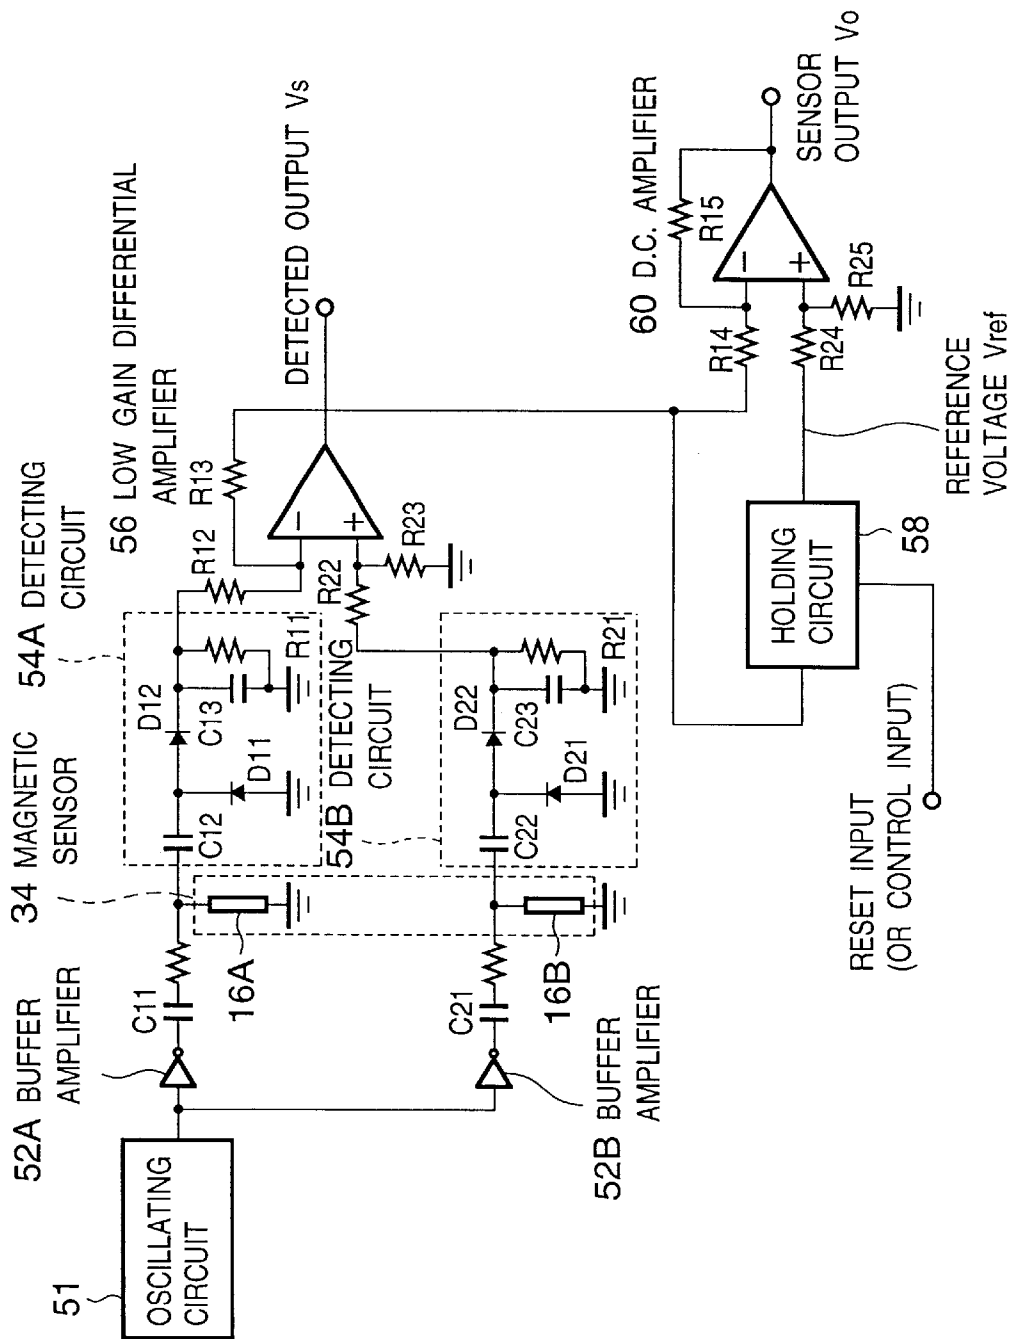 51
OSCILLATING
CIRCUIT
52A BUFFER
AMPLIFIER
52B BUFFER
AMPLIFIER
C11
C21
34 MAGNETIC
SENSOR
16A
16B
54A DETECTING
CIRCUIT
C12
D11
D12
C13
R11
54B DETECTING
CIRCUIT
C22
D21
D22
C23
R21
56 LOW GAIN DIFFERENTIAL
AMPLIFIER
R12
R13
R22
R23
−
+
DETECTED OUTPUT Vs
HOLDING
CIRCUIT
58
RESET INPUT
(OR CONTROL INPUT)
REFERENCE
VOLTAGE Vref
60 D.C. AMPLIFIER
R14
R15
R24
R25
−
+
SENSOR
OUTPUT Vo